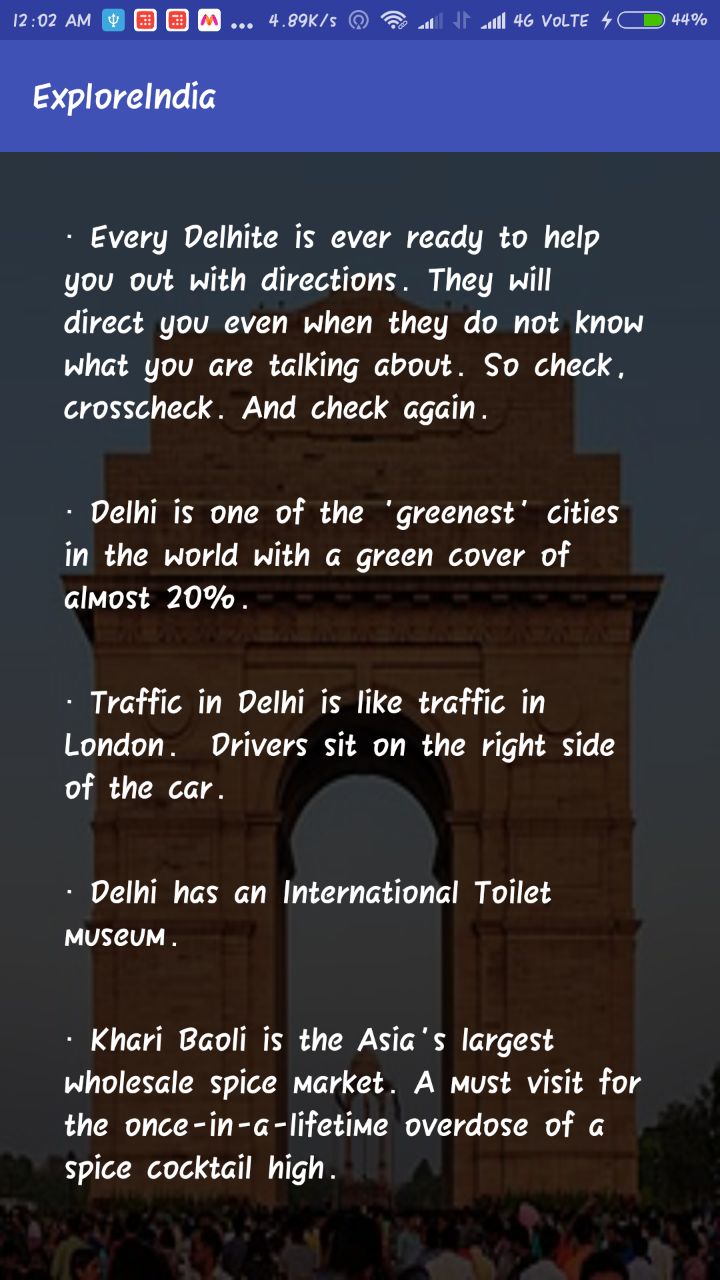 12:02 AM ... 4.89K/s 4G VoLTE 44%
ExploreIndia
· Every Delhite is ever ready to help
you out with directions. They will
direct you even when they do not know
what you are talking about. So check,
crosscheck. And check again.
· Delhi is one of the 'greenest' cities
in the world with a green cover of
almost 20%.
· Traffic in Delhi is like traffic in
London.  Drivers sit on the right side
of the car.
· Delhi has an International Toilet
museum.
· Khari Baoli is the Asia's largest
wholesale spice market. A must visit for
the once-in-a-lifetime overdose of a
spice cocktail high.